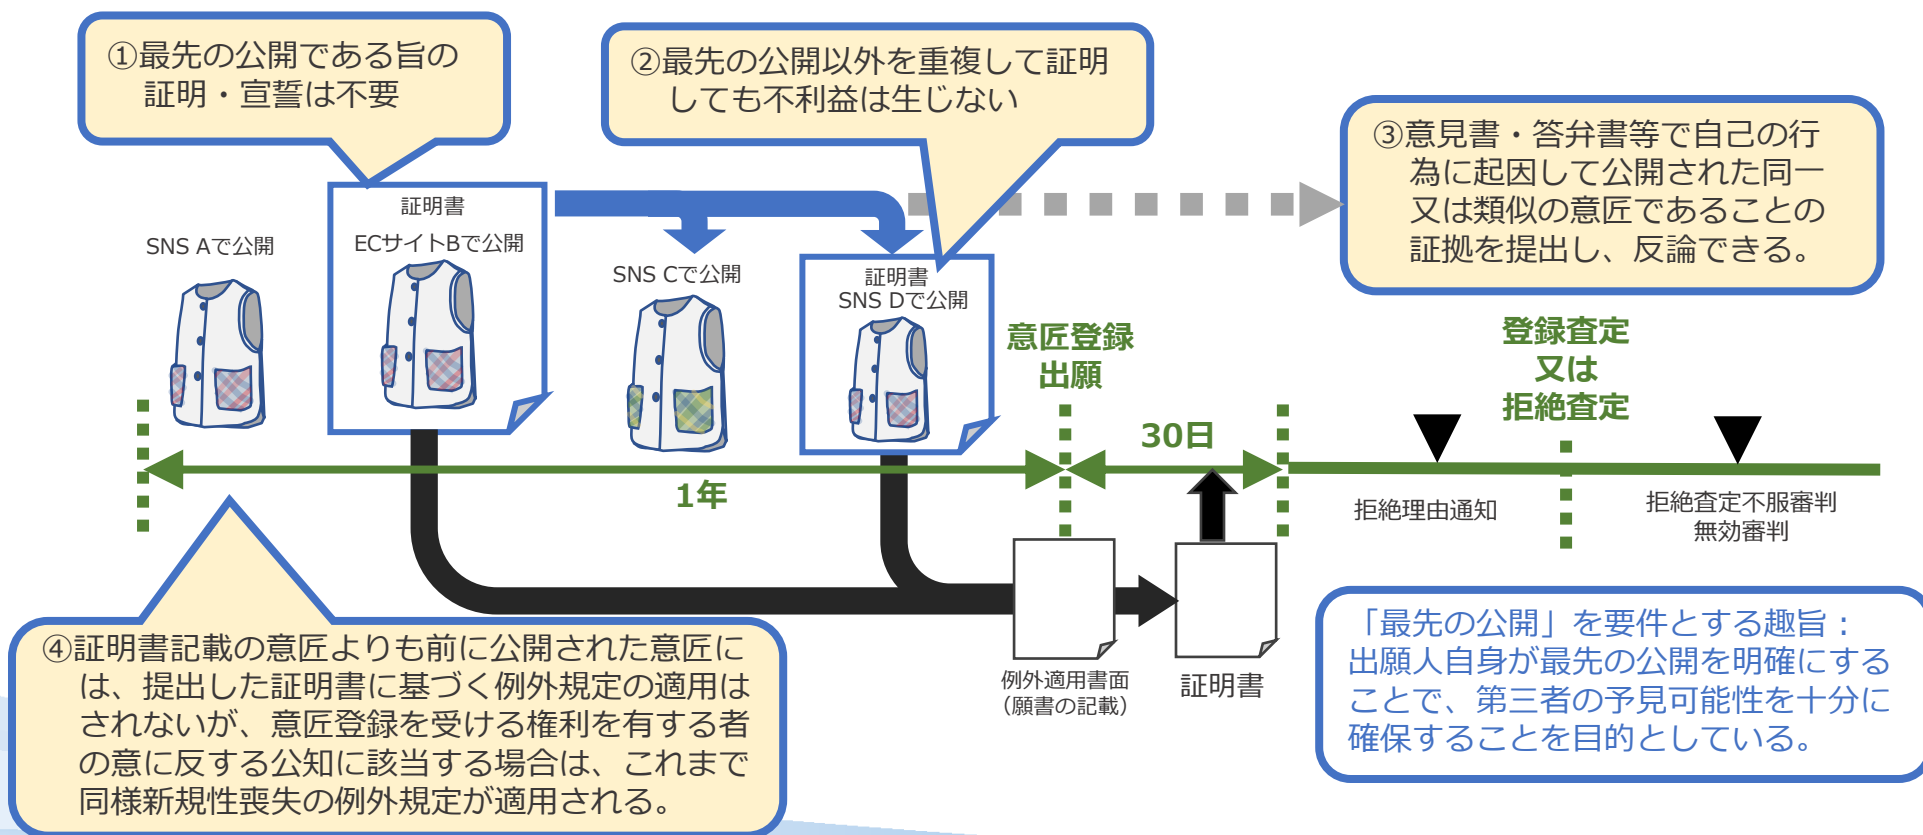 ①最先の公開である旨の
証明・宣誓は不要
②最先の公開以外を重複して証明
しても不利益は生じない
③意見書・答弁書等で自己の行
為に起因して公開された同一
又は類似の意匠であることの
証拠を提出し、反論できる。
SNS Aで公開
証明書
ECサイトBで公開
SNS Cで公開
証明書
SNS Dで公開
意匠登録
出願
登録査定
又は
拒絶査定
1年
30日
拒絶理由通知
拒絶査定不服審判
無効審判
④証明書記載の意匠よりも前に公開された意匠に
は、提出した証明書に基づく例外規定の適用は
されないが、意匠登録を受ける権利を有する者
の意に反する公知に該当する場合は、これまで
同様新規性喪失の例外規定が適用される。
例外適用書面
（願書の記載）
証明書
「最先の公開」を要件とする趣旨：
出願人自身が最先の公開を明確にする
ことで、第三者の予見可能性を十分に
確保することを目的としている。